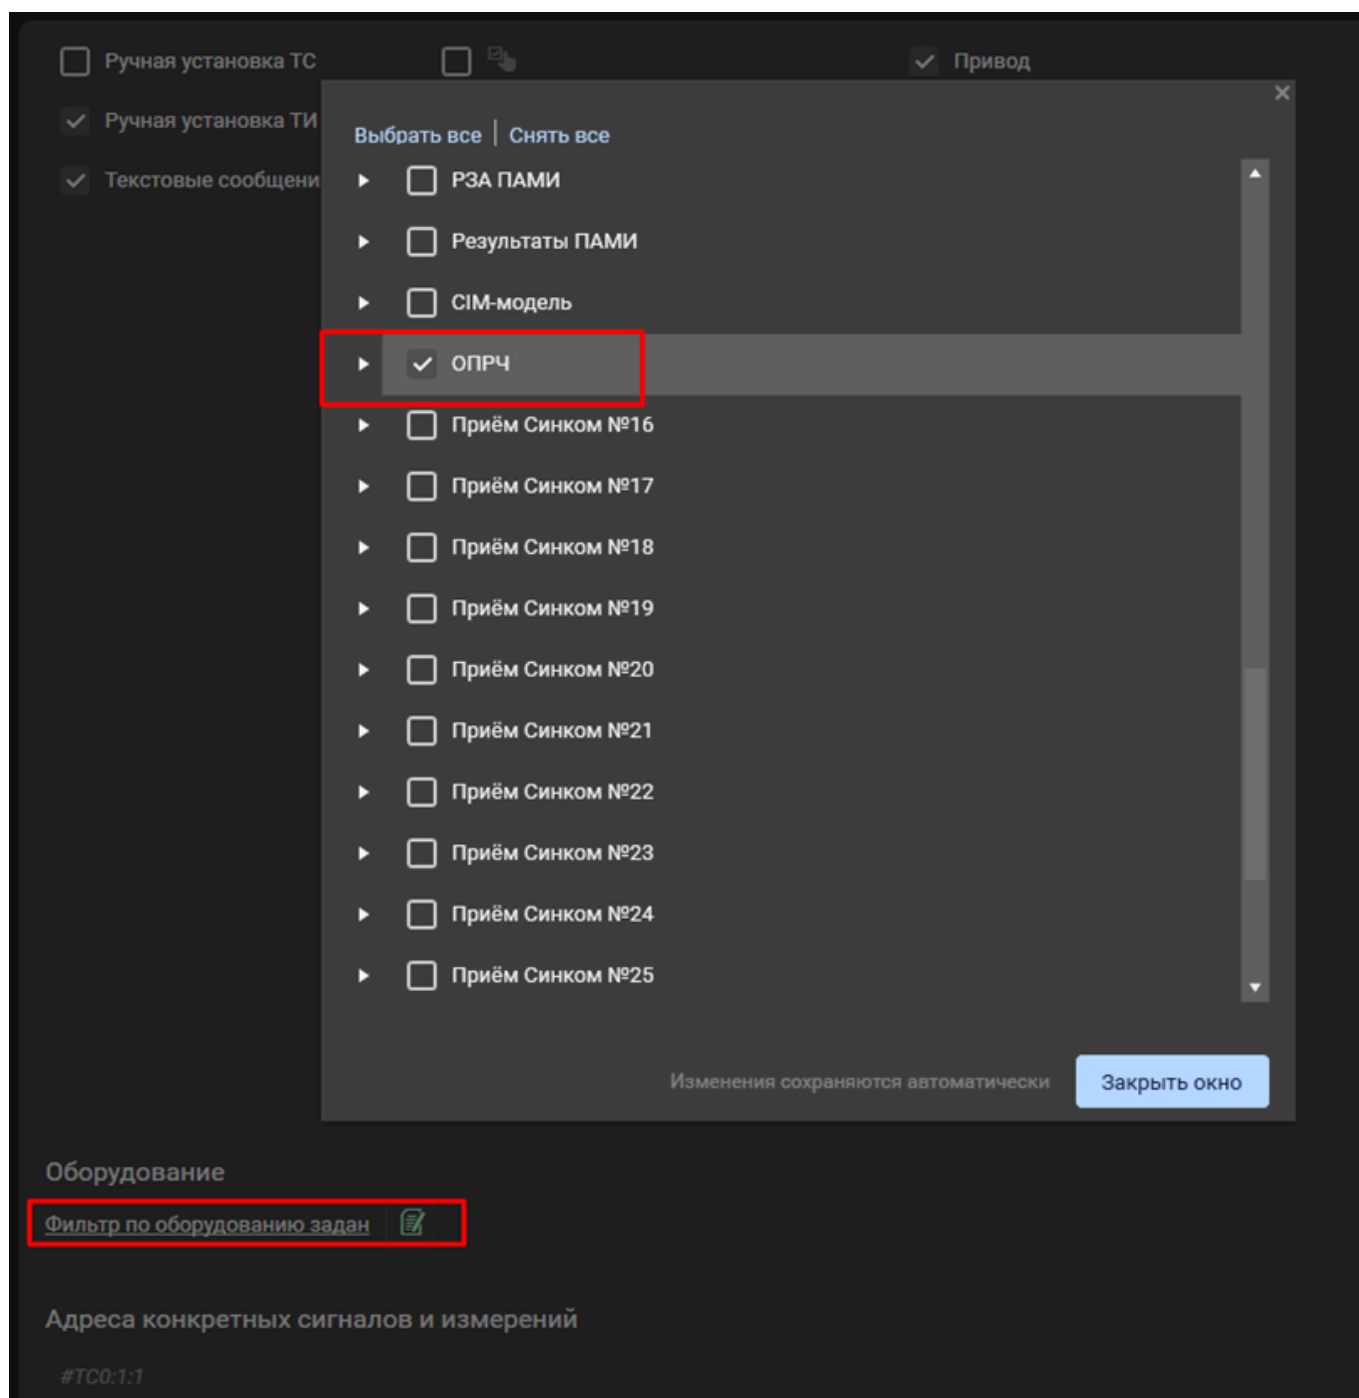 Ручная установка ТС
Привод
Ручная установка ТИ
Текстовые сообщени
Выбрать все | Снять все
РЗА ПАМИ
Результаты ПАМИ
CIM-модель
ОПРЧ
Приём Синком №16
Приём Синком №17
Приём Синком №18
Приём Синком №19
Приём Синком №20
Приём Синком №21
Приём Синком №22
Приём Синком №23
Приём Синком №24
Приём Синком №25
Изменения сохраняются автоматически
Закрыть окно
Оборудование
Фильтр по оборудованию задан
Адреса конкретных сигналов и измерений
#TC0:1:1